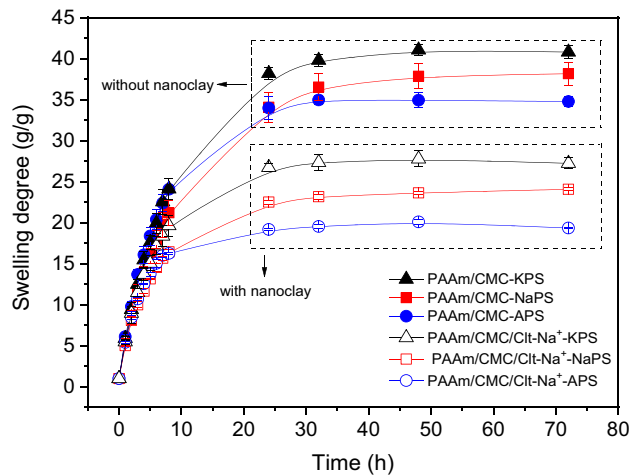 45
40
35
30
25
20
15
10
5
0
Swelling degree (g/g)
without nanoclay
with nanoclay
PAAm/CMC-KPS
PAAm/CMC-NaPS
PAAm/CMC-APS
PAAm/CMC/Clt-Na⁺-KPS
PAAm/CMC/Clt-Na⁺-NaPS
PAAm/CMC/Clt-Na⁺-APS
0 10 20 30 40 50 60 70 80
Time (h)